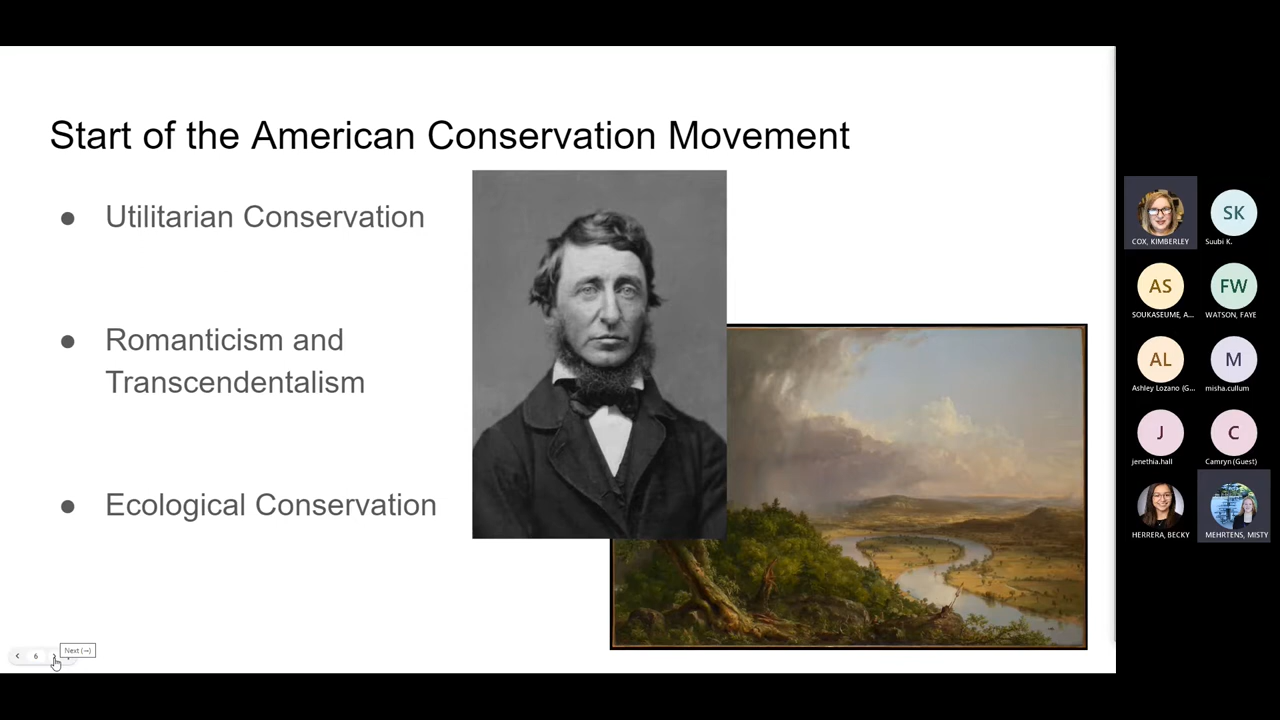 Start of the American Conservation Movement
● Utilitarian Conservation
● Romanticism and
Transcendentalism
● Ecological Conservation
6
Next (→)
COX, KIMBERLEY
SK
Suubi K.
AS
SOUKASEUME, A...
FW
WATSON, FAYE
AL
Ashley Lozano (G...
M
misha.cullum
J
jenethia.hall
C
Camryn (Guest)
HERRERA, BECKY
MEHRTENS, MISTY